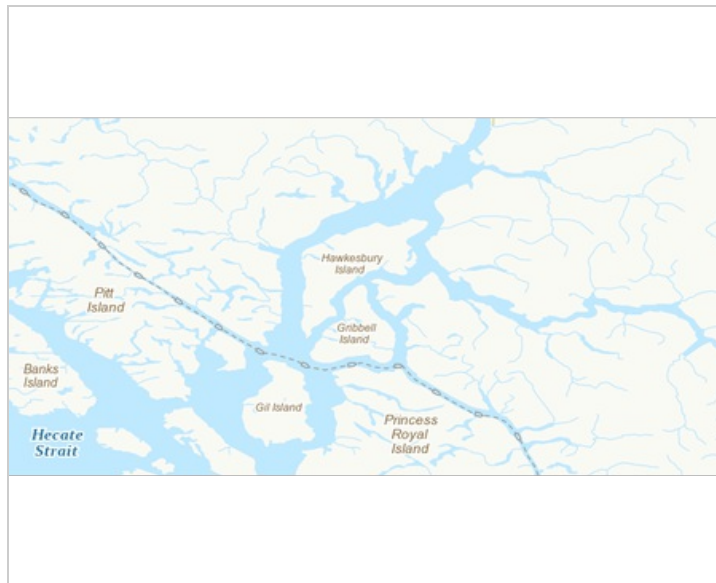 Hawkesbury
Island
Pitt
Island
Gribbell
Island
Banks
Island
Gil Island
Princess
Royal
Island
Hecate
Strait